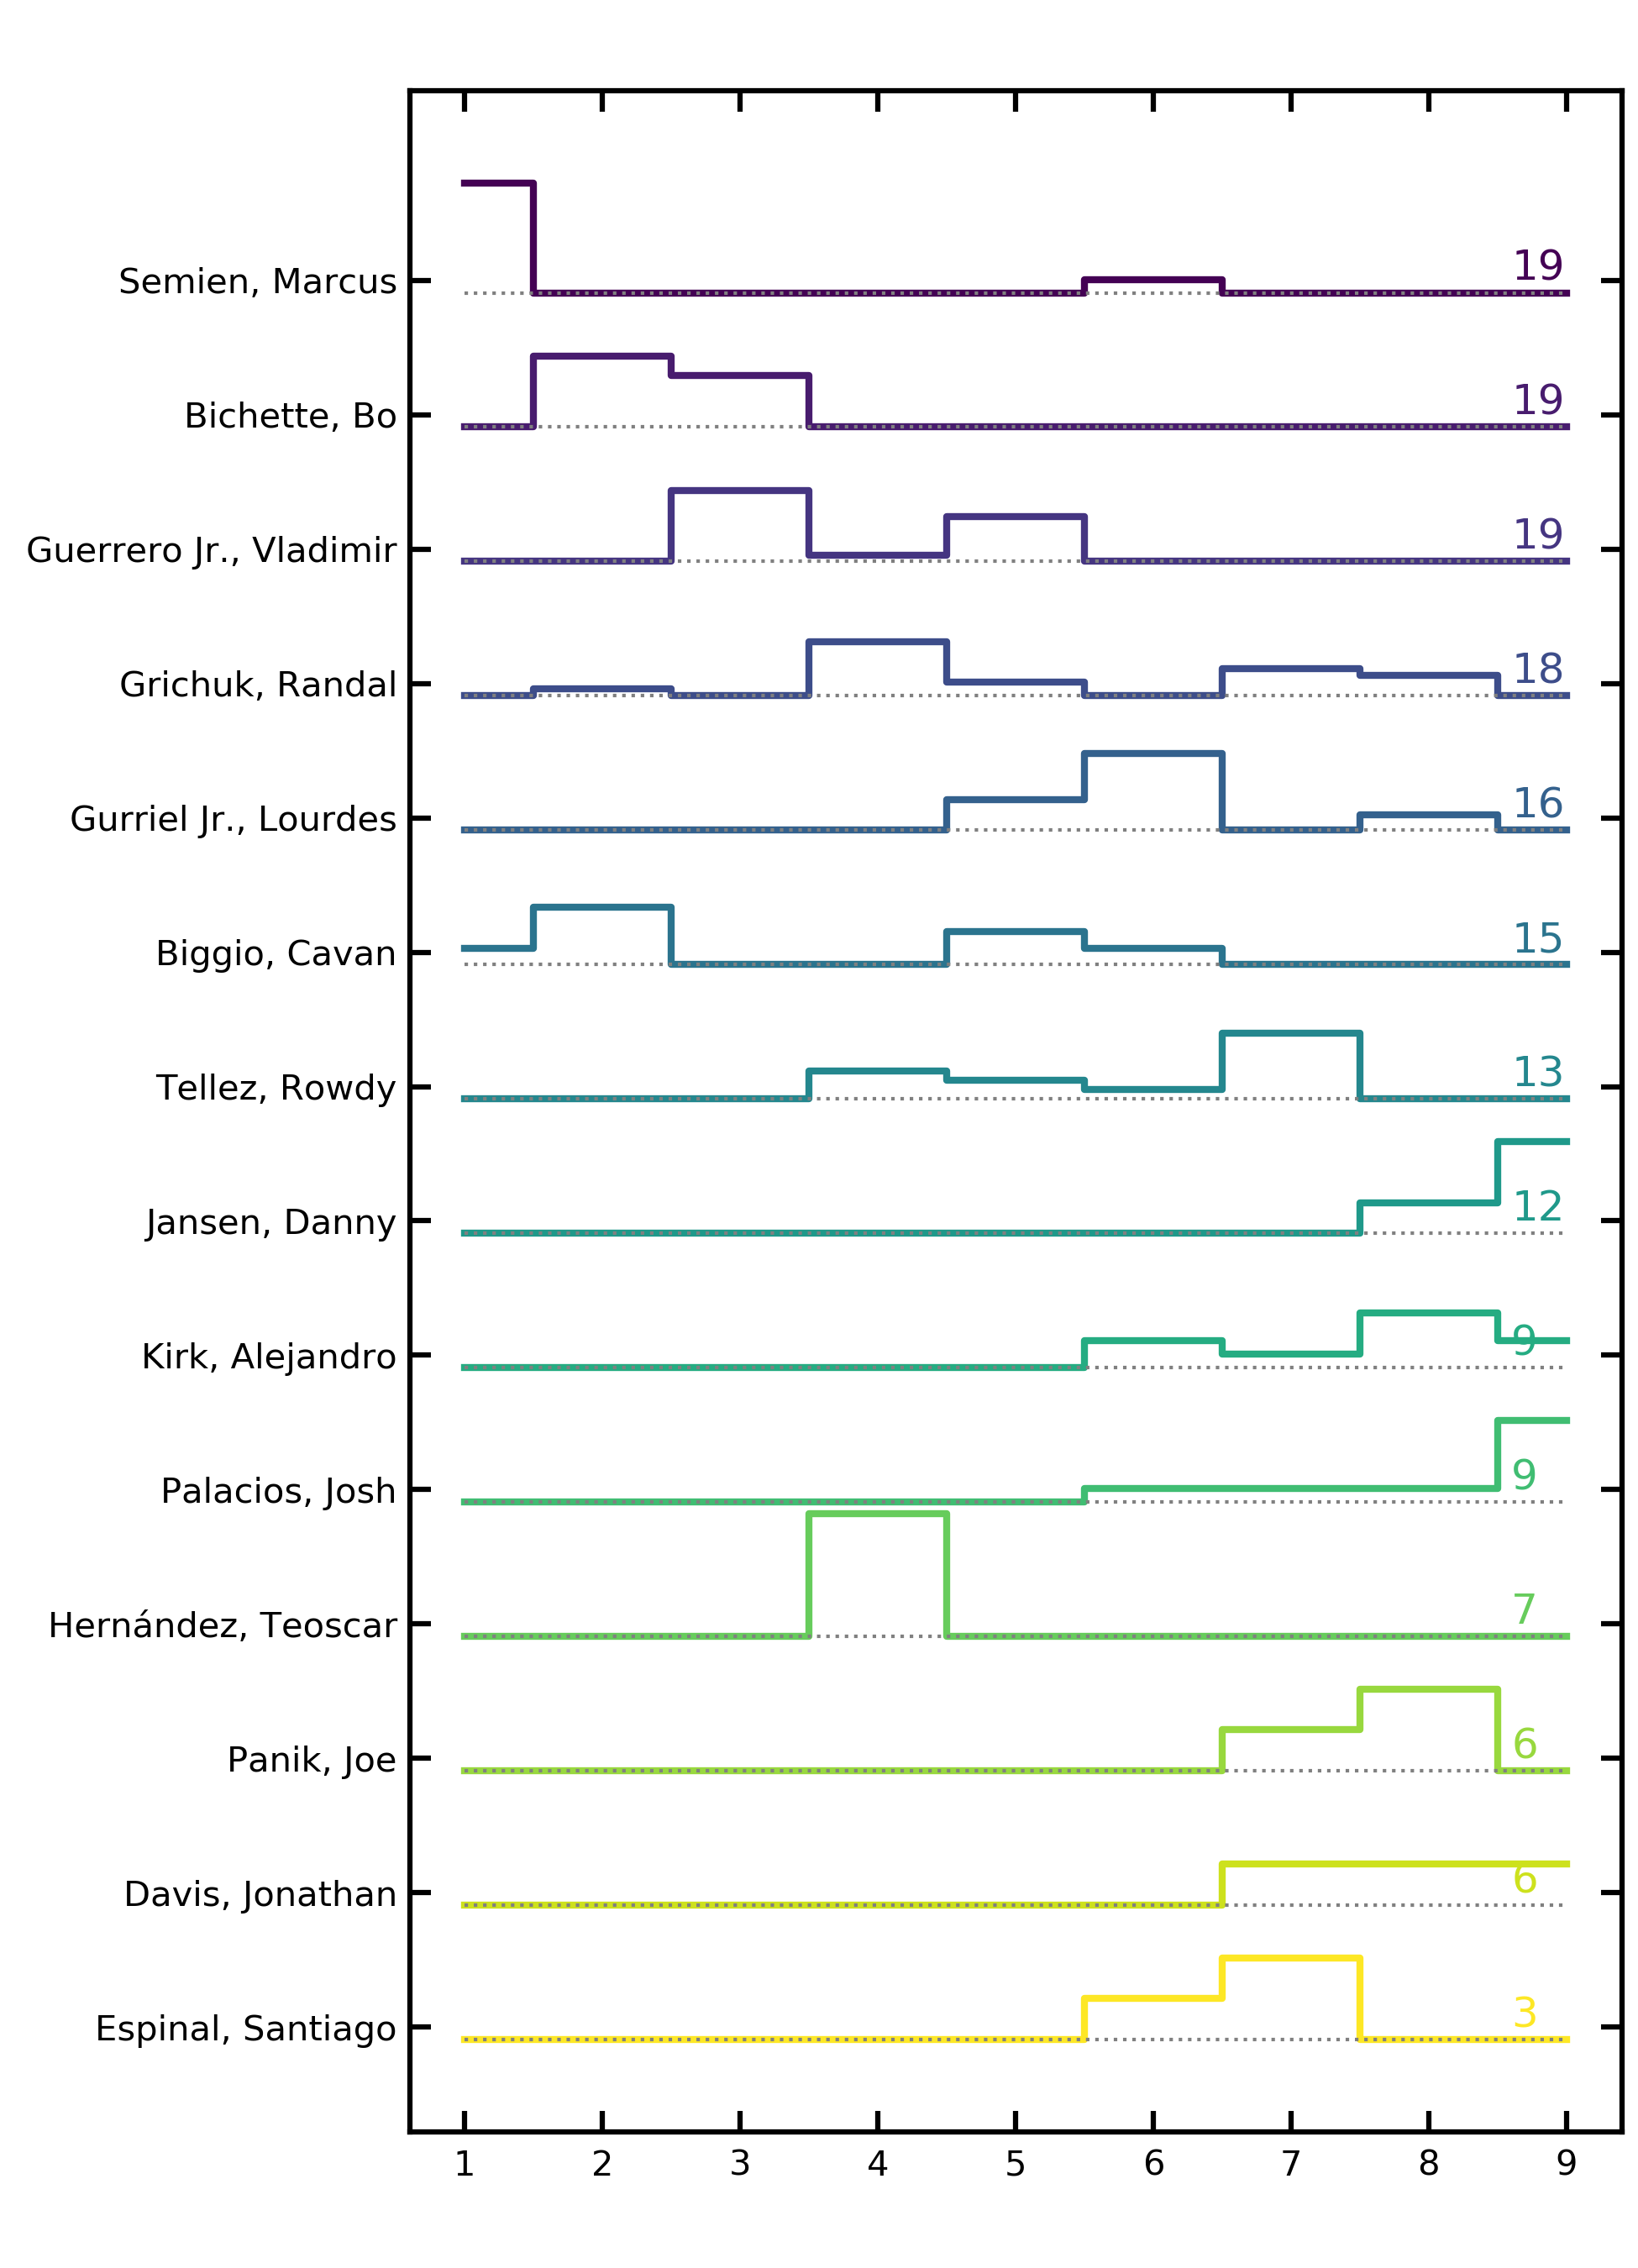 Semien, Marcus 19
Bichette, Bo 19
Guerrero Jr., Vladimir 19
Grichuk, Randal 18
Gurriel Jr., Lourdes 16
Biggio, Cavan 15
Tellez, Rowdy 13
Jansen, Danny 12
Kirk, Alejandro 9
Palacios, Josh 9
Hernández, Teoscar 7
Panik, Joe 6
Davis, Jonathan 6
Espinal, Santiago 3
1 2 3 4 5 6 7 8 9